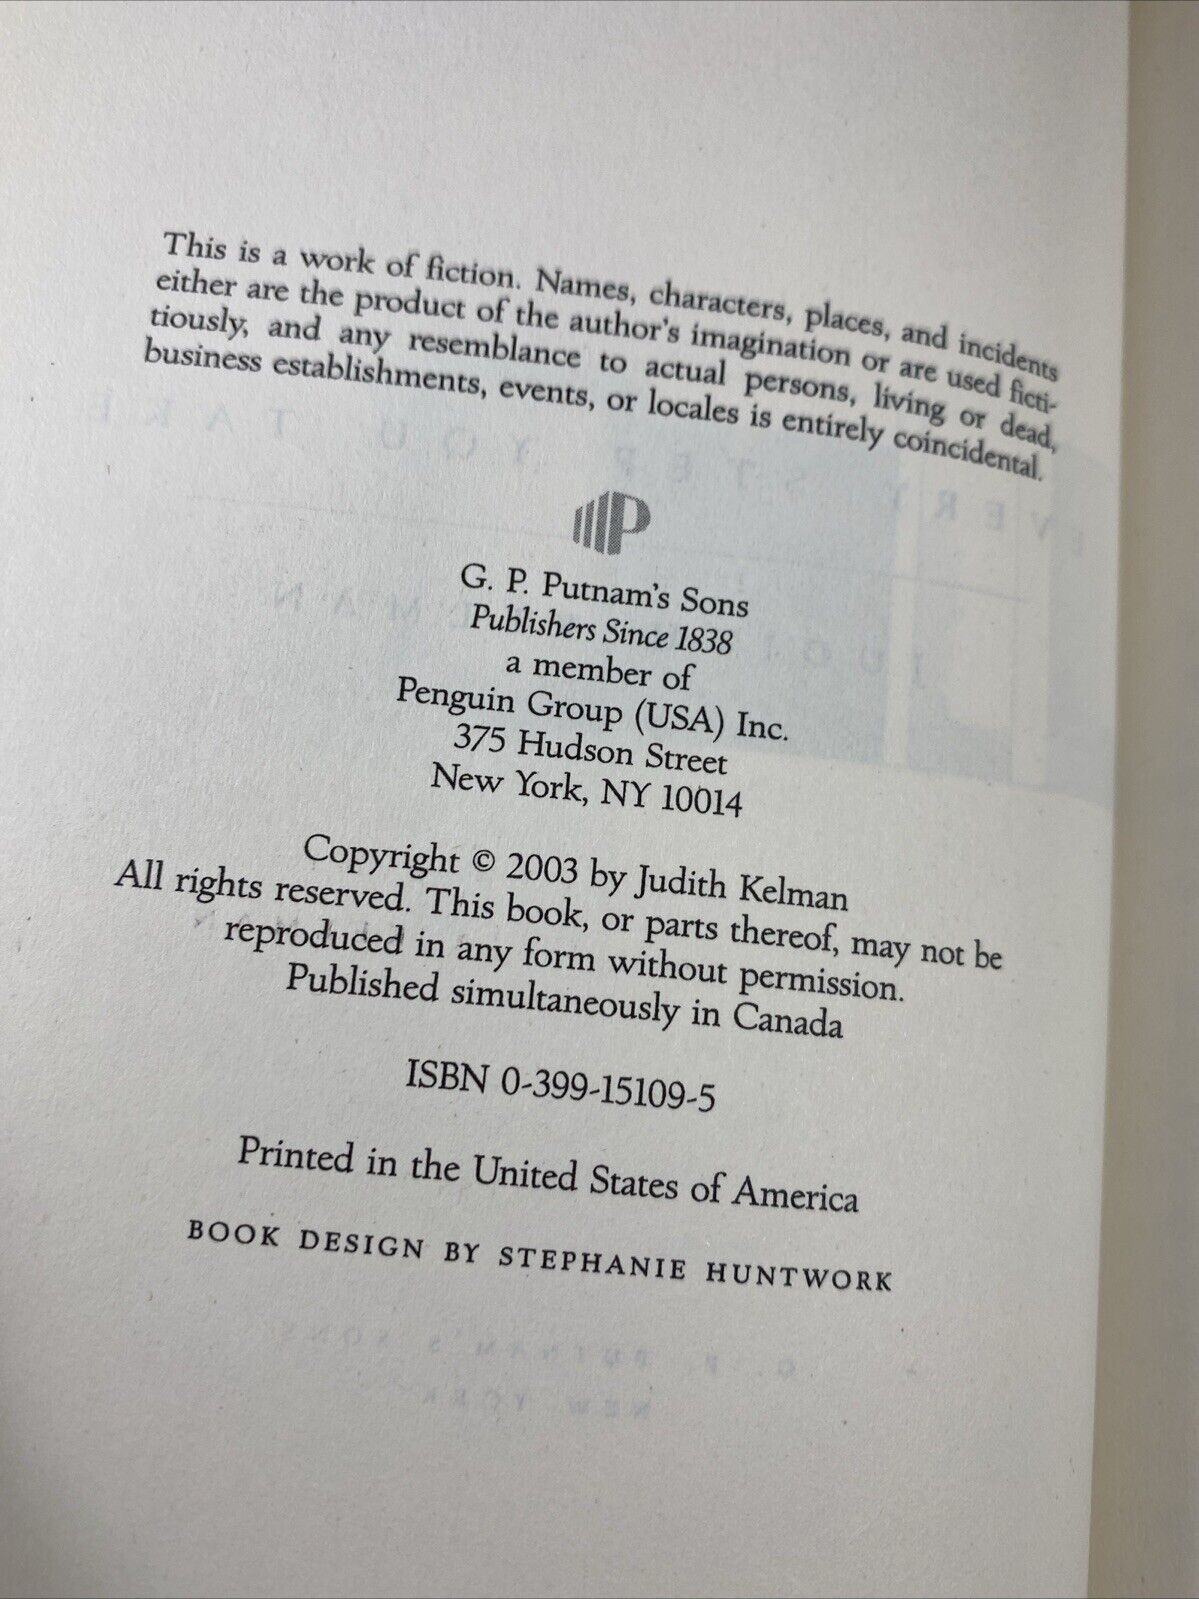 This is a work of fiction. Names, characters, places, and incidents
either are the product of the author's imagination or are used ficti-
tiously, and any resemblance to actual persons, living or dead,
business establishments, events, or locales is entirely coincidental.
P
G. P. Putnam's Sons
Publishers Since 1838
a member of
Penguin Group (USA) Inc.
375 Hudson Street
New York, NY 10014
Copyright © 2003 by Judith Kelman
All rights reserved. This book, or parts thereof, may not be
reproduced in any form without permission.
Published simultaneously in Canada
ISBN 0-399-15109-5
Printed in the United States of America
BOOK DESIGN BY STEPHANIE HUNTWORK